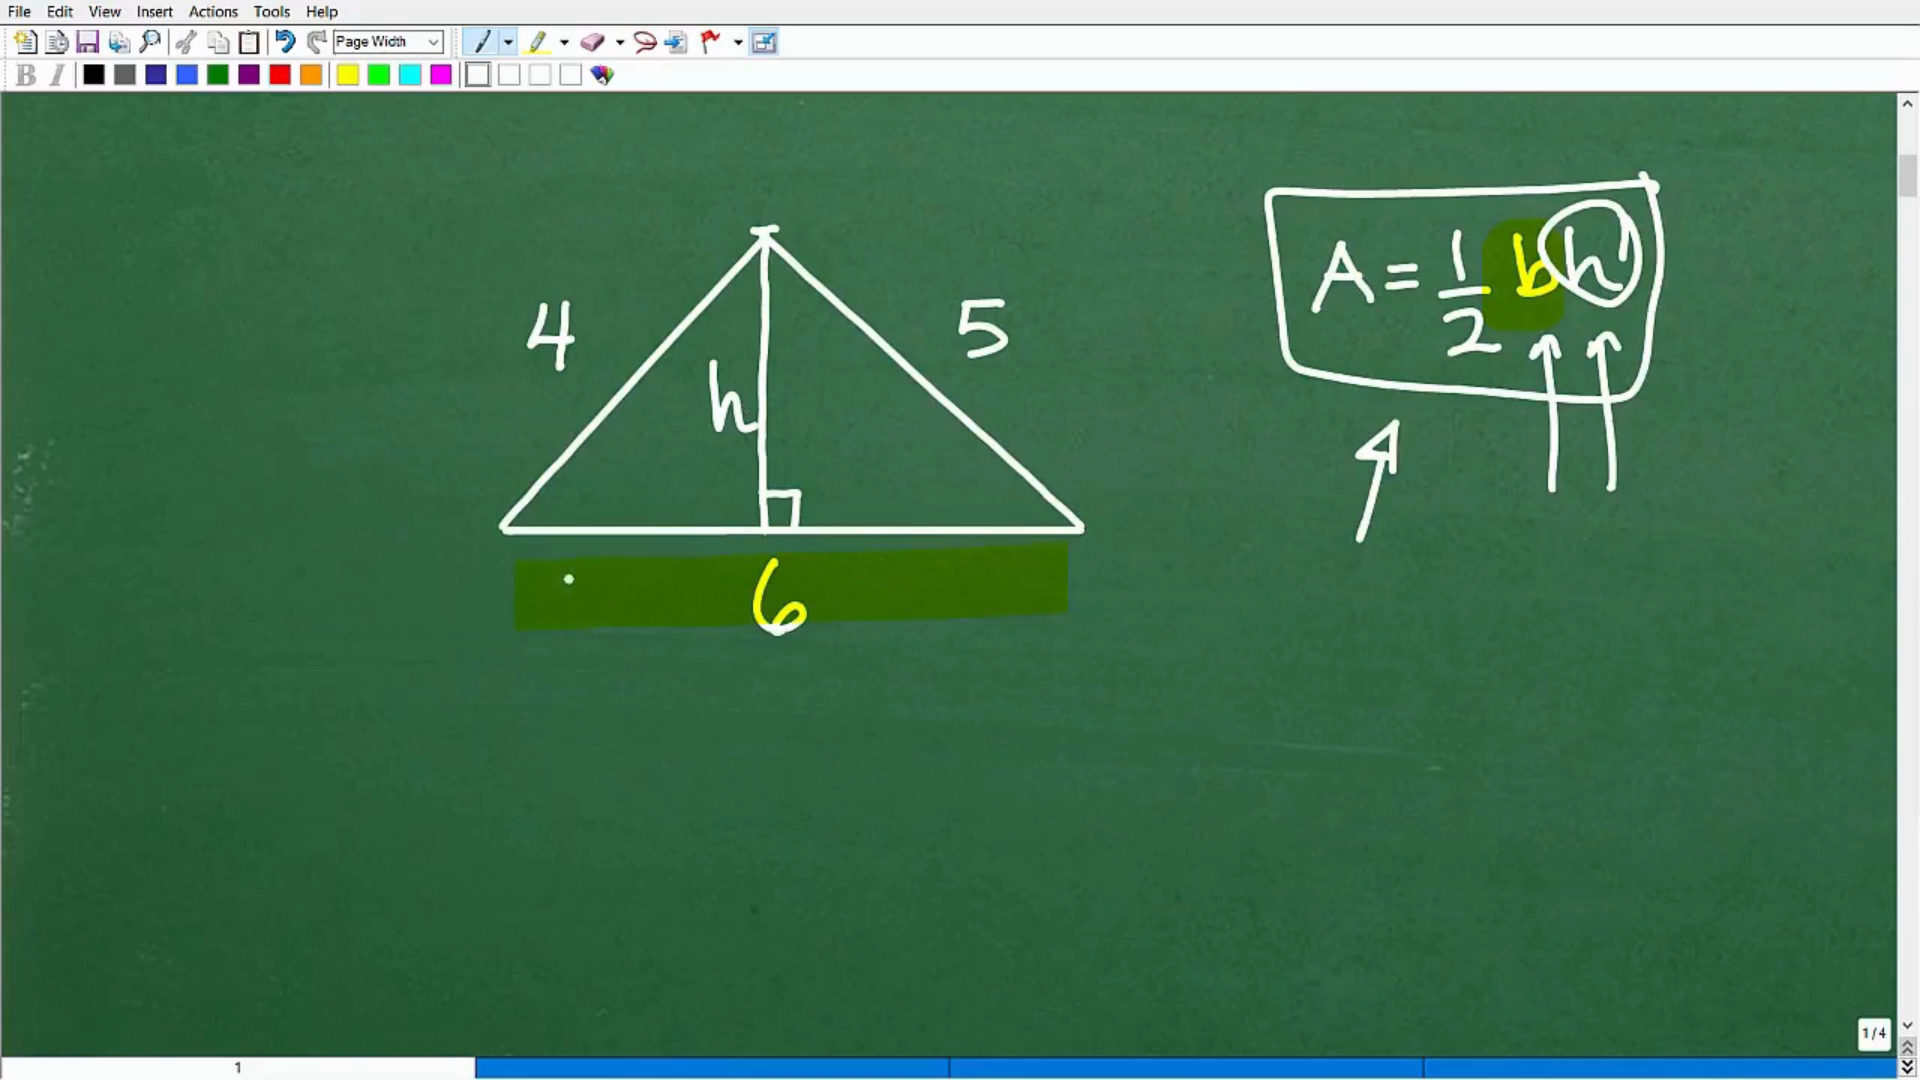 File Edit View Insert Actions Tools Help
Page Width
B I
A = 1/2 bh
4
5
h
6
1/4
1